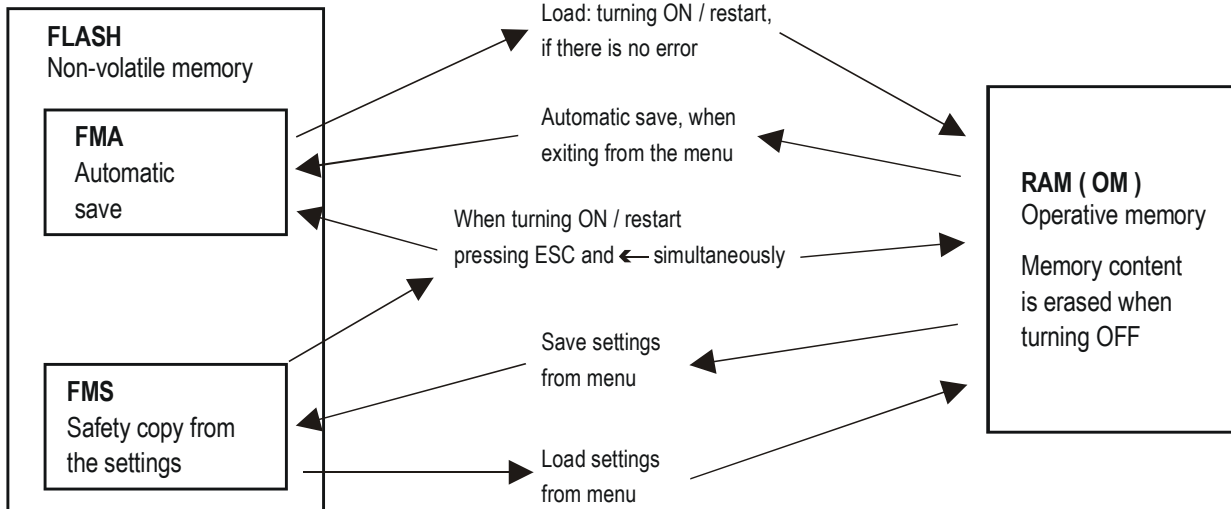 FLASH
Non-volatile memory
FMA
Automatic
save
FMS
Safety copy from
the settings
Load: turning ON / restart,
if there is no error
Automatic save, when
exiting from the menu
When turning ON / restart
pressing ESC and ← simultaneously
Save settings
from menu
Load settings
from menu
RAM ( OM )
Operative memory
Memory content
is erased when
turning OFF